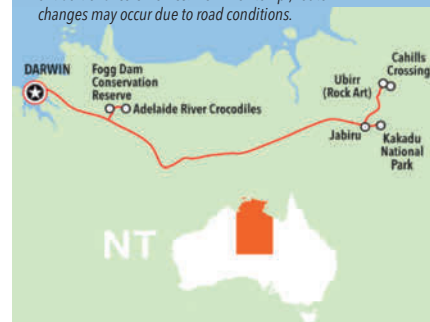 changes may occur due to road conditions.
DARWIN
Fogg Dam
Conservation
Reserve
Adelaide River Crocodiles
Cahills
Crossing
Ubirr
(Rock Art)
Jabiru
Kakadu
National
Park
NT